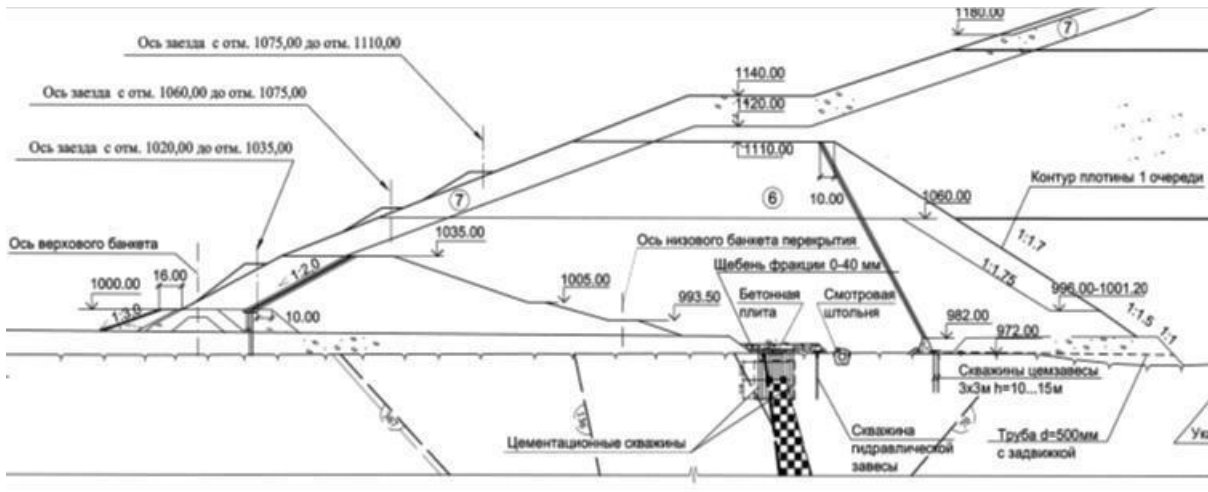 1180.00
7
Ось заезда с отм. 1075,00 до отм. 1110,00
1140.00
Ось заезда с отм. 1060,00 до отм. 1075,00
1120.00
Ось заезда с отм. 1020,00 до отм. 1035,00
1110.00
Контур плотины 1 очереди
7
6
10.00
1060.00
1:1.7
Ось верхового банкета
1035.00
Ось низового банкета перекрытия
16.00
1:2.0
Щебень фракции 0-40 мм
1:1.75
1000.00
1005.00
996.00-1001.20
1:3.0
10.00
993.50
Бетонная
плита
Смотровая
штольня
982.00
972.00
1:1.5
1:1
Скважины цемзавесы
3х3м h=10...15м
Цементационные скважины
Скважина
гидравлической
завесы
Труба d=500мм
с задвижкой
Ука